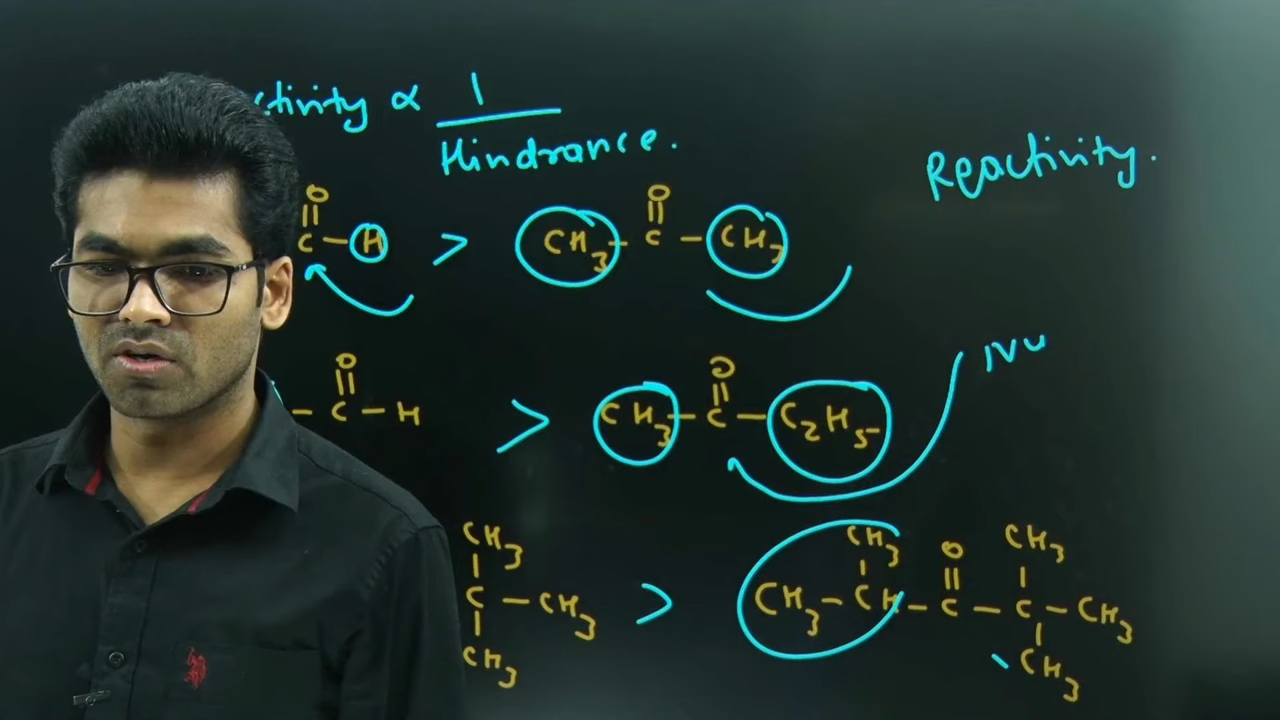 ctivity ∝ 1
Hindrance.
Reactivity.
O
||
C — H > CH3 — C — CH3
O
||
O
||
— C — H > CH3 — C — C2H5
O
||
NU
CH3
|
C — CH3 > CH3 — CH — C — C — CH3
|
CH3
CH3
|
O
||
CH3
|
|
CH3